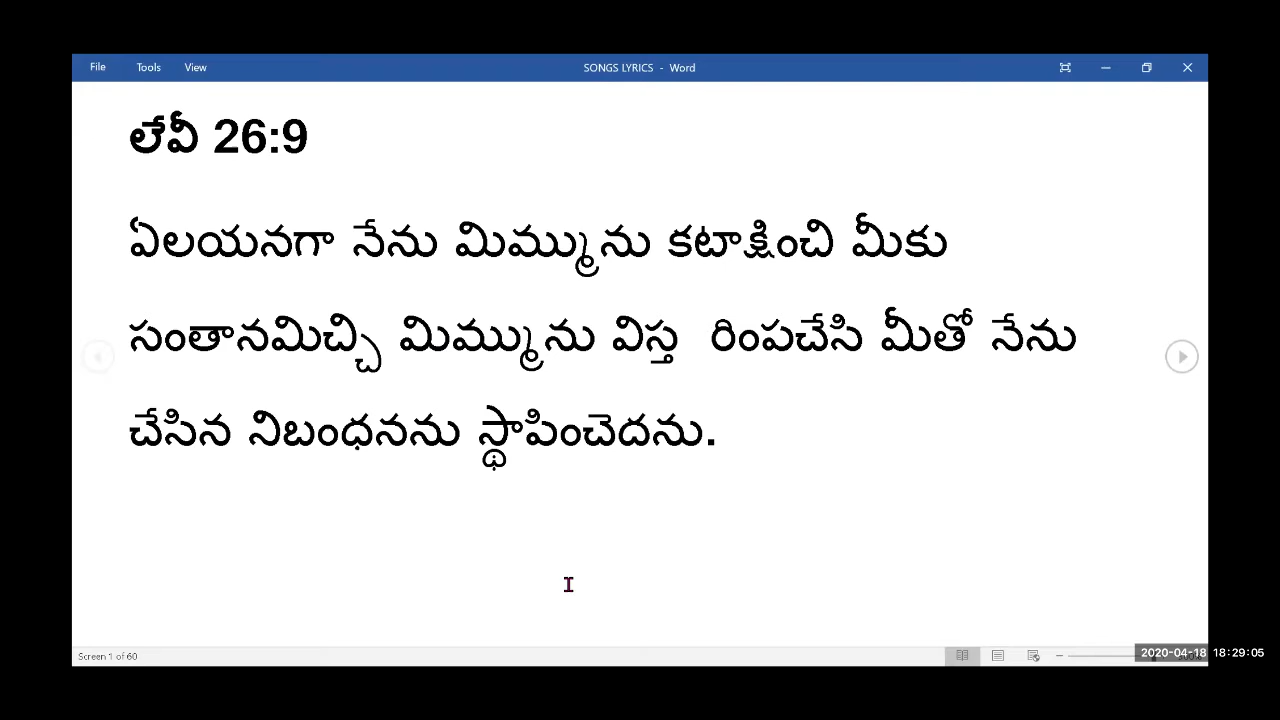 File Tools View SONGS LYRICS - Word
లేవీ 26:9
ఏలయనగా నేను మిమ్మును కటాక్షించి మీకు
సంతానమిచ్చి మిమ్మును విస్త  రింపచేసి మీతో నేను
చేసిన నిబంధనను స్థాపించెదను.
Screen 1 of 60
2020-04-18 18:29:05